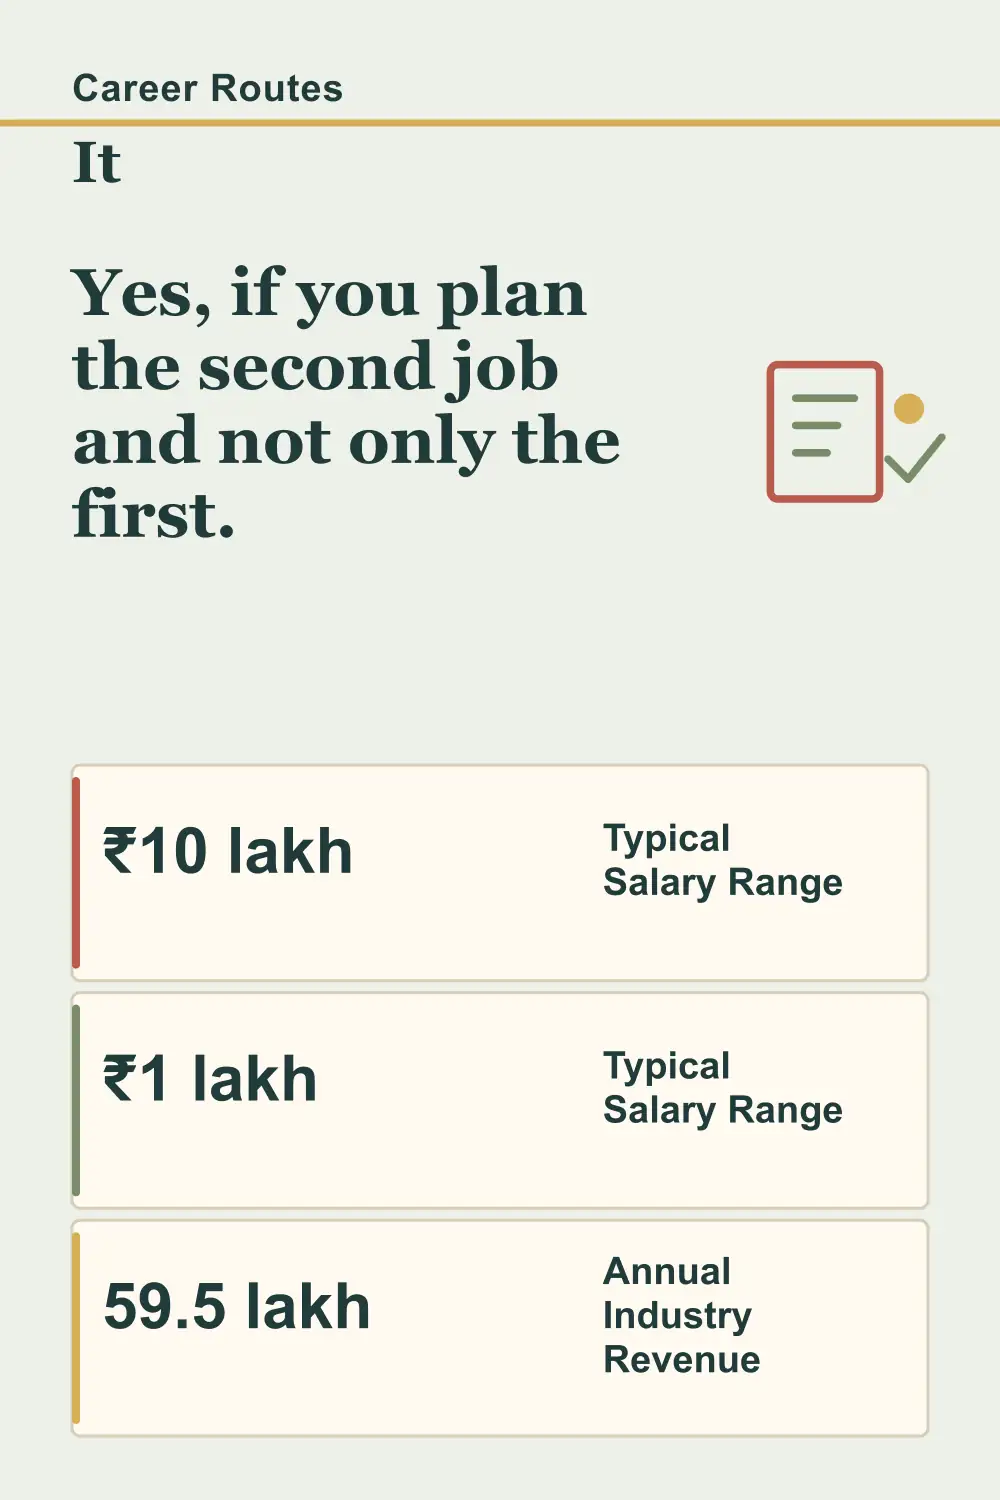 Career Routes
It
Yes, if you plan
the second job
and not only the
first.
₹10 lakh
Typical
Salary Range
₹1 lakh
Typical
Salary Range
59.5 lakh
Annual
Industry
Revenue